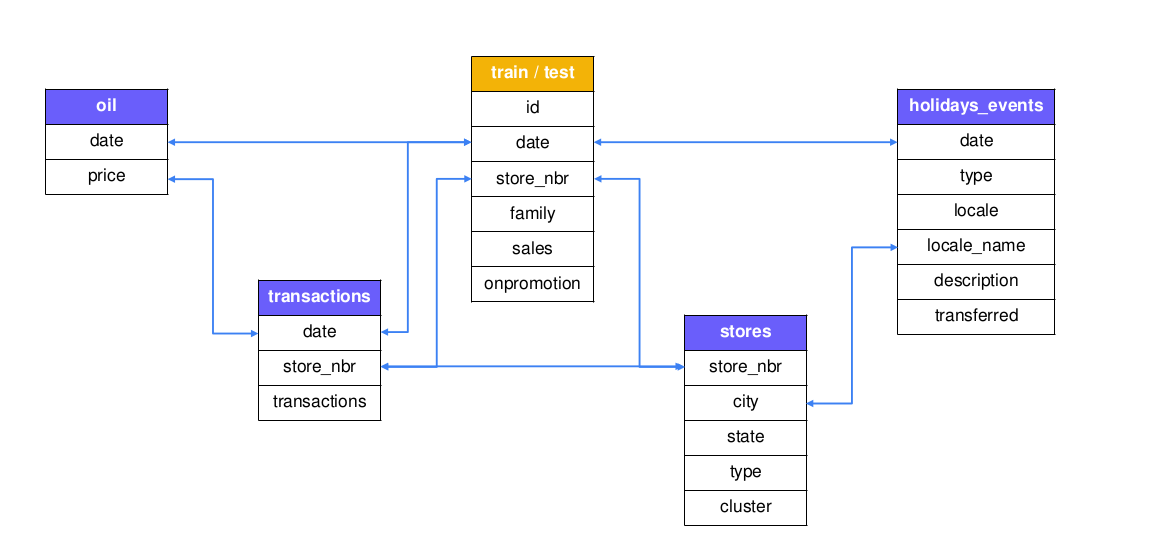 oil
date
price
train / test
id
date
store_nbr
family
sales
onpromotion
holidays_events
date
type
locale
locale_name
description
transferred
transactions
date
store_nbr
transactions
stores
store_nbr
city
state
type
cluster